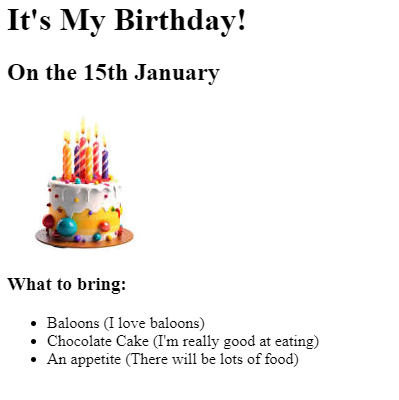 It's My Birthday!
On the 15th January
What to bring:
Baloons (I love baloons)
Chocolate Cake (I'm really good at eating)
An appetite (There will be lots of food)